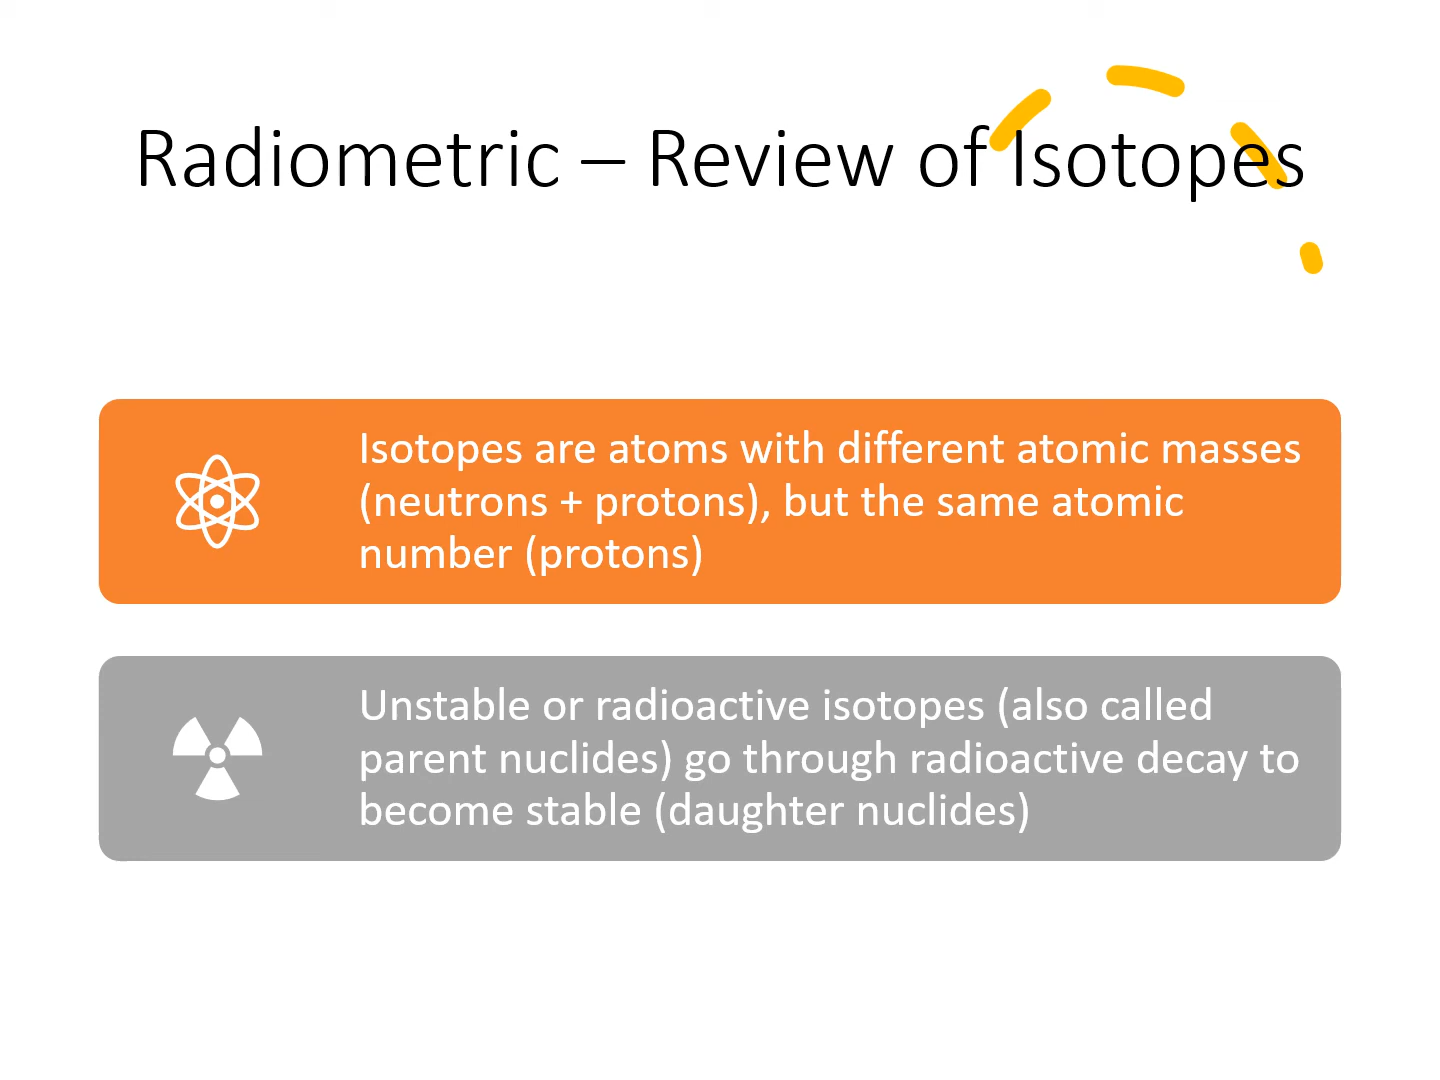 Radiometric – Review of Isotopes
Isotopes are atoms with different atomic masses
(neutrons + protons), but the same atomic
number (protons)
Unstable or radioactive isotopes (also called
parent nuclides) go through radioactive decay to
become stable (daughter nuclides)